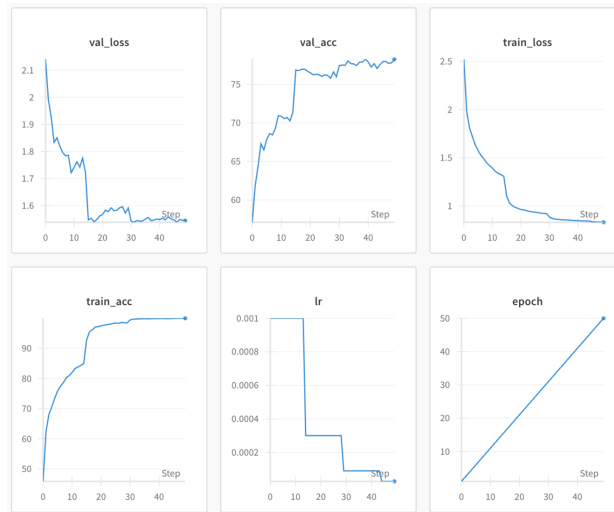 val_loss
2.1
2
1.9
1.8
1.7
1.6
Step
0 10 20 30 40
val_acc
75
70
65
60
Step
0 10 20 30 40
train_loss
2.5
2
1.5
1
Step
0 10 20 30 40
train_acc
90
80
70
60
50
Step
0 10 20 30 40
lr
0.001
0.0008
0.0006
0.0004
0.0002
Step
0 10 20 30 40
epoch
50
40
30
20
10
Step
0 10 20 30 40